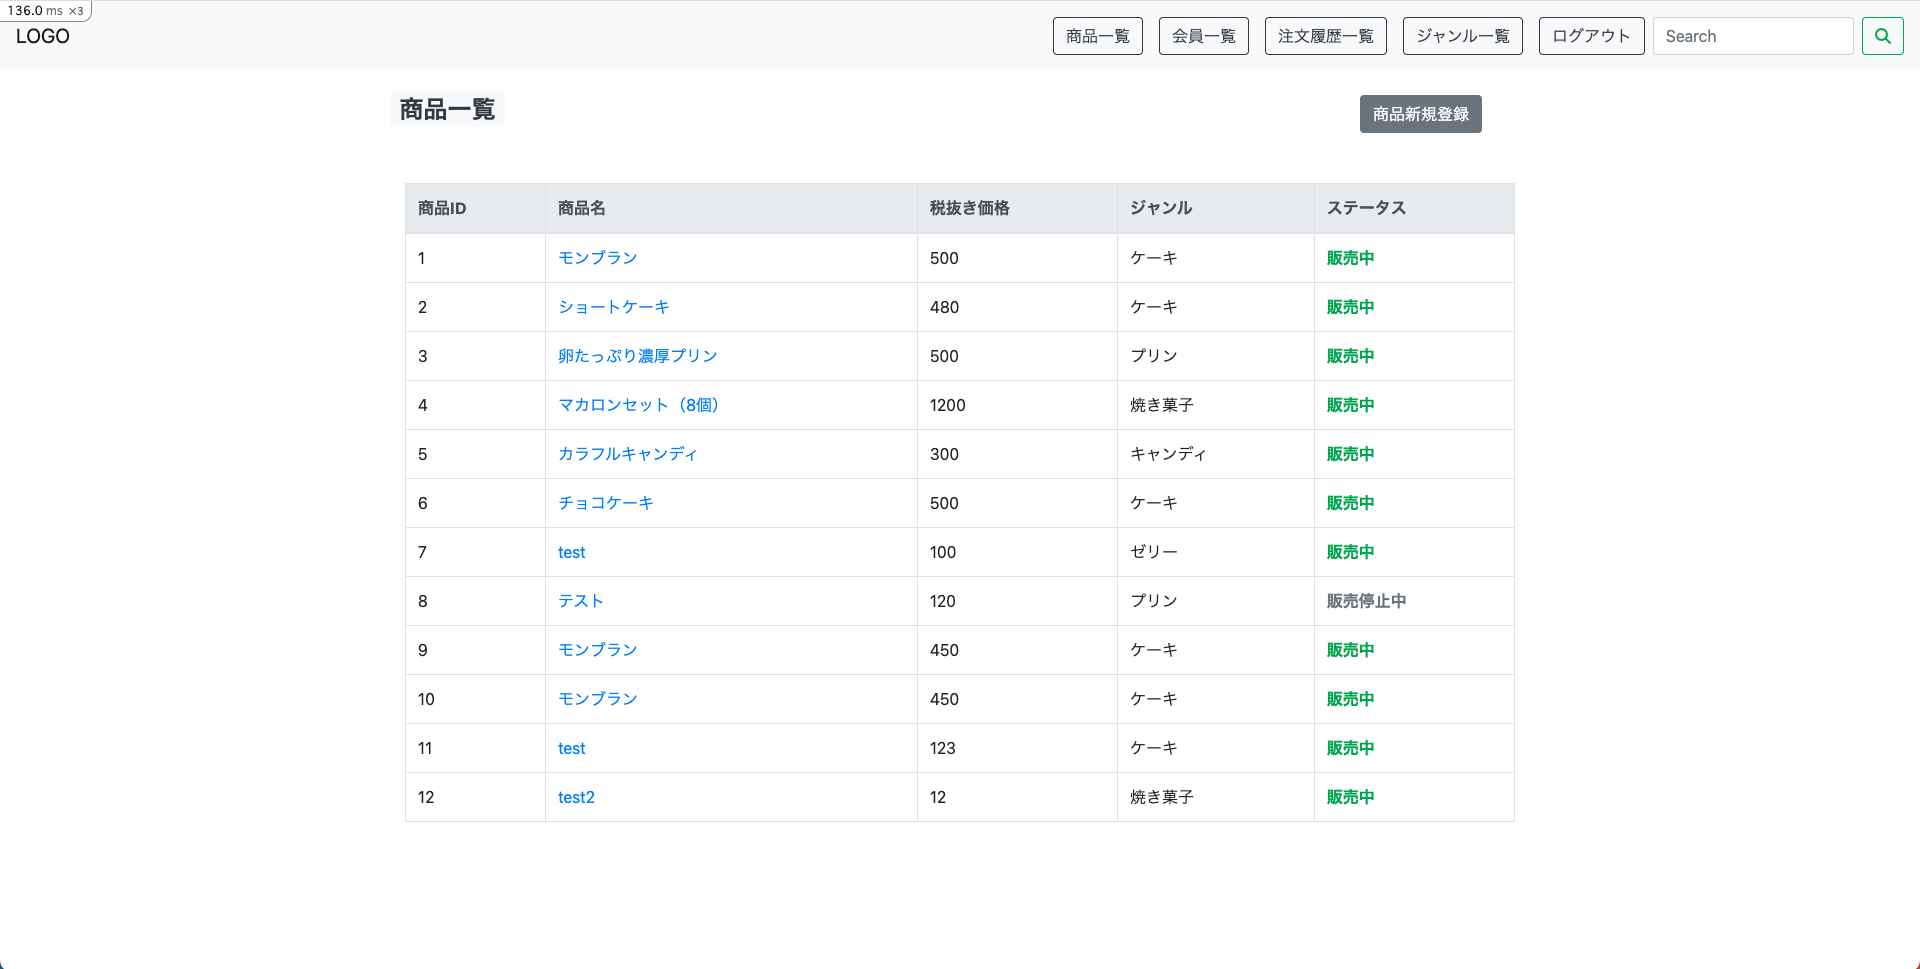 136.0 ms ×3
LOGO 商品一覧 会員一覧 注文履歴一覧 ジャンル一覧 ログアウト Search
商品一覧 商品新規登録
商品ID 商品名 税抜き価格 ジャンル ステータス
1 モンブラン 500 ケーキ 販売中
2 ショートケーキ 480 ケーキ 販売中
3 卵たっぷり濃厚プリン 500 プリン 販売中
4 マカロンセット（8個） 1200 焼き菓子 販売中
5 カラフルキャンディ 300 キャンディ 販売中
6 チョコケーキ 500 ケーキ 販売中
7 test 100 ゼリー 販売中
8 テスト 120 プリン 販売停止中
9 モンブラン 450 ケーキ 販売中
10 モンブラン 450 ケーキ 販売中
11 test 123 ケーキ 販売中
12 test2 12 焼き菓子 販売中